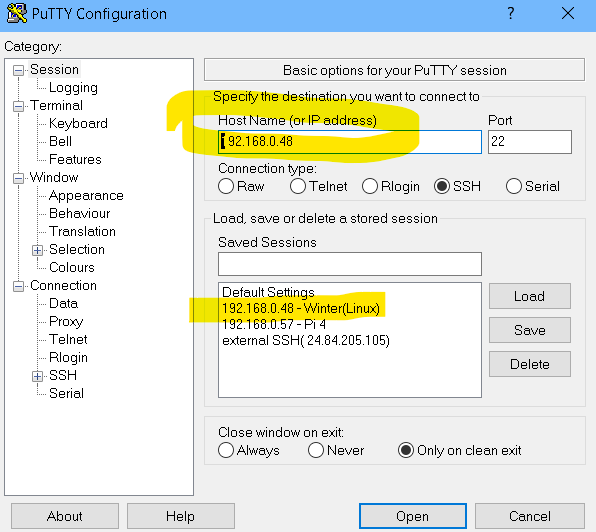 PuTTY Configuration
?
Category:
Session
Logging
Terminal
Keyboard
Bell
Features
Window
Appearance
Behaviour
Translation
Selection
Colours
Connection
Data
Proxy
Telnet
Rlogin
SSH
Serial
Basic options for your PuTTY session
Specify the destination you want to connect to
Host Name (or IP address) Port
192.168.0.48 22
Connection type:
Raw Telnet Rlogin SSH Serial
Load, save or delete a stored session
Saved Sessions
Default Settings
192.168.0.48 - Winter(Linux)
192.168.0.57 - Pi 4
external SSH( 24.84.205.105)
Load
Save
Delete
Close window on exit:
Always Never Only on clean exit
About Help Open Cancel